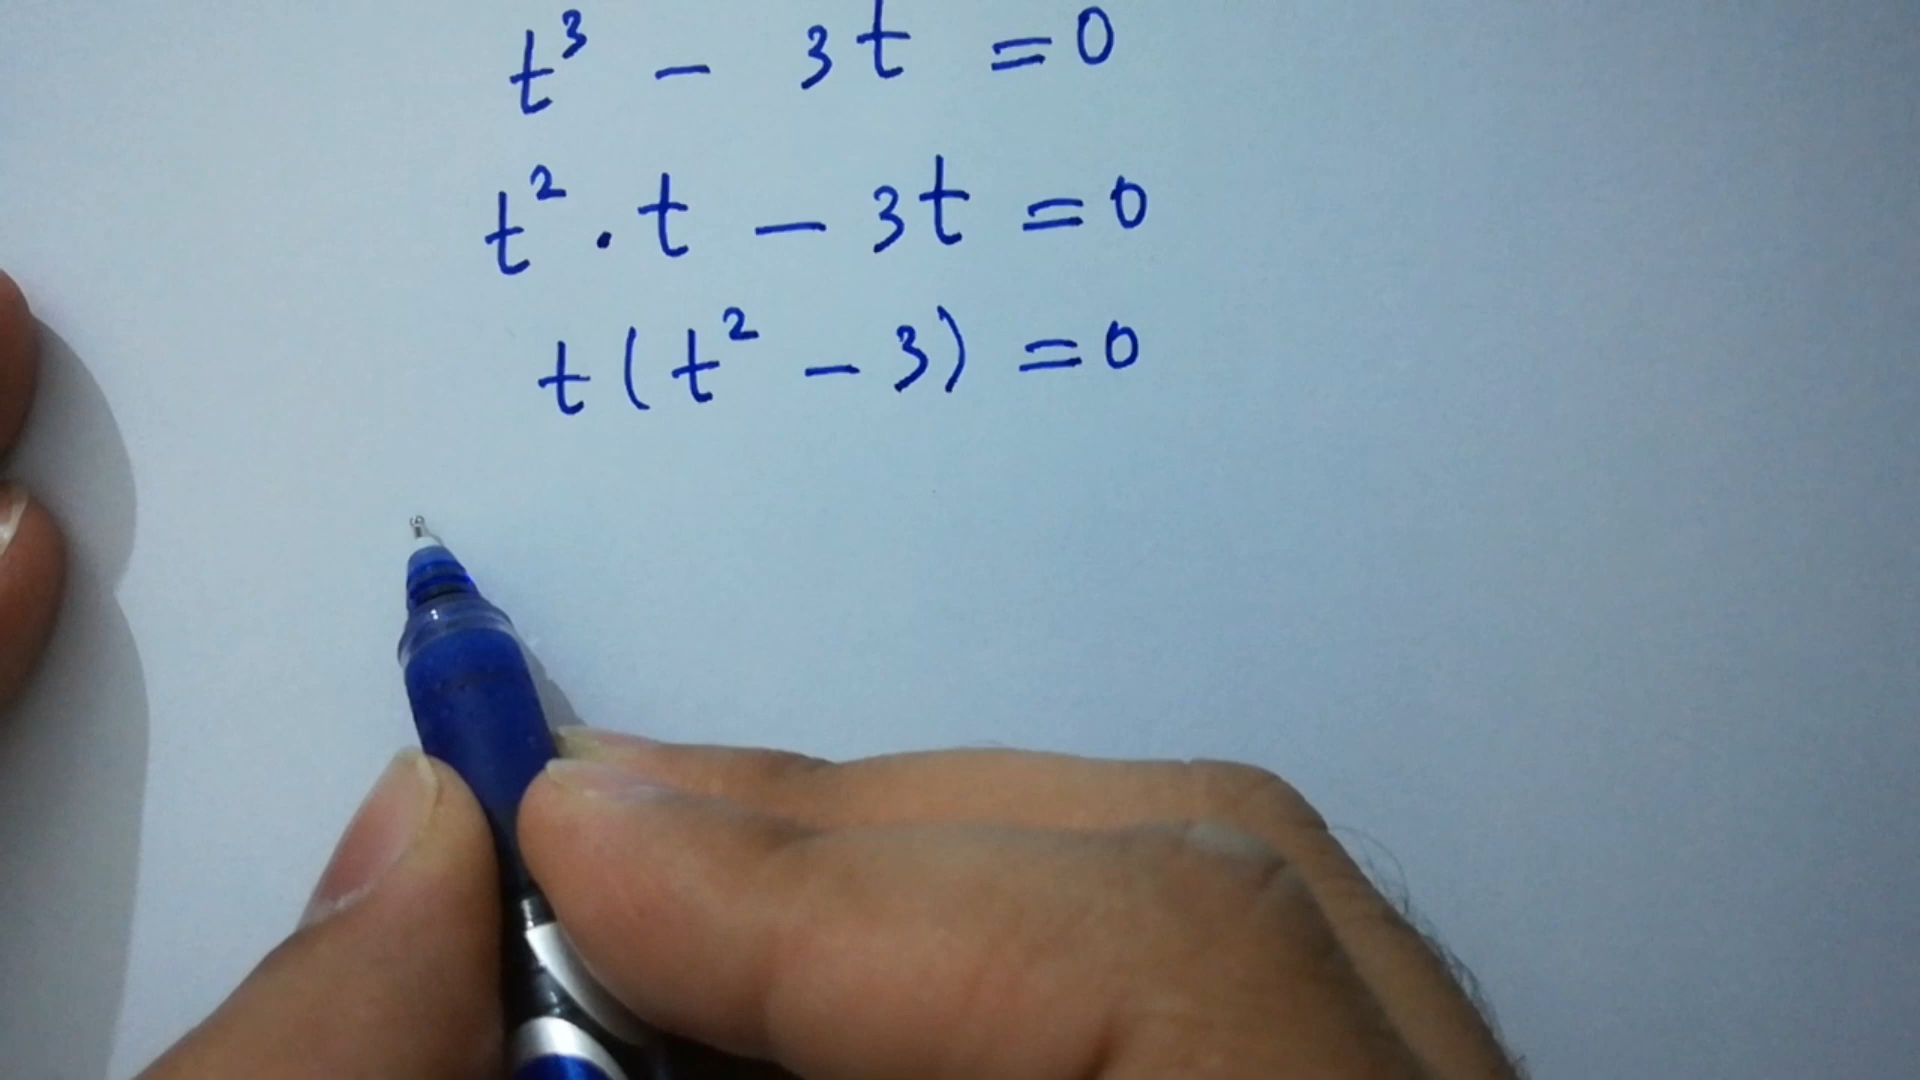 t³ - 3t = 0
t² · t - 3t = 0
t(t² - 3) = 0